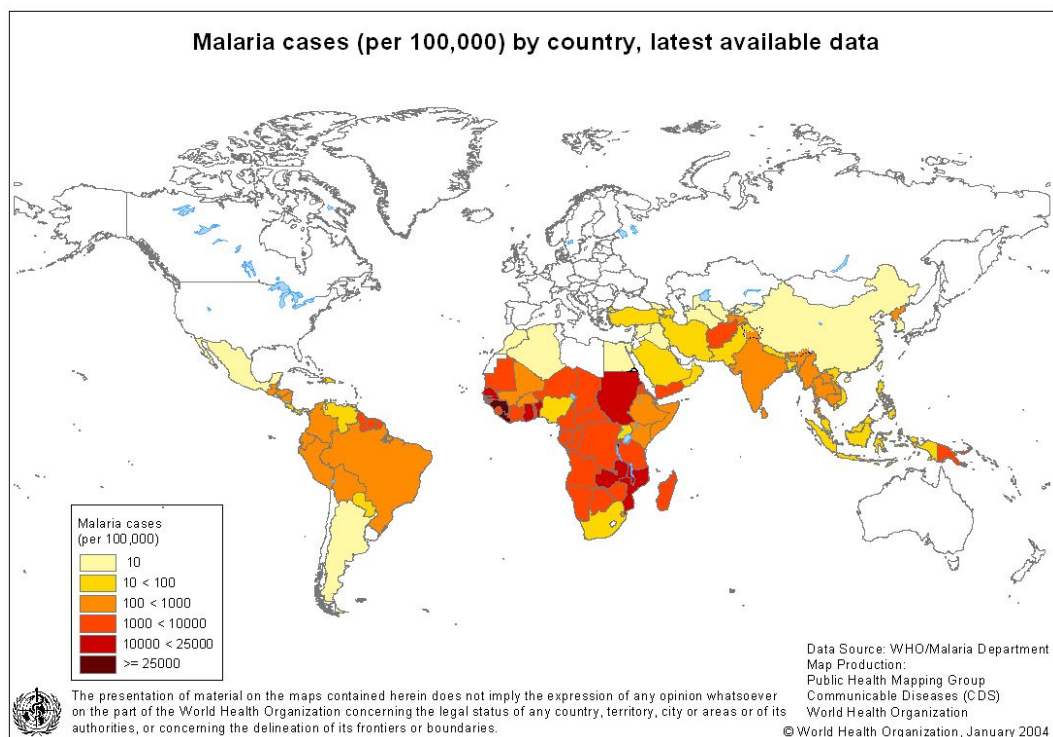 Malaria cases (per 100,000) by country, latest available data
Malaria cases
(per 100,000)
10
10 < 100
100 < 1000
1000 < 10000
10000 < 25000
>= 25000
Data Source: WHO/Malaria Department
Map Production:
Public Health Mapping Group
Communicable Diseases (CDS)
World Health Organization
© World Health Organization, January 2004
The presentation of material on the maps contained herein does not imply the expression of any opinion whatsoever
on the part of the World Health Organization concerning the legal status of any country, territory, city or areas or of its
authorities, or concerning the delineation of its frontiers or boundaries.